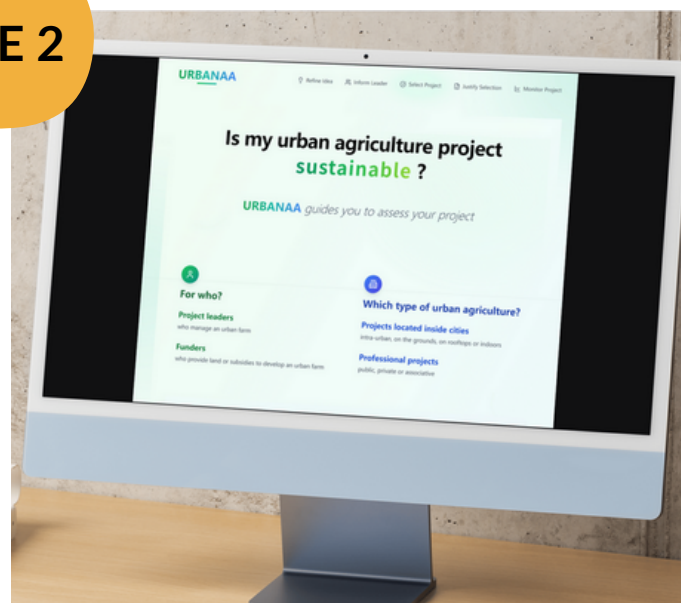 E 2
URBANAA
Refine Idea Inform Leader Select Project Justify Selection Monitor Project
Is my urban agriculture project
sustainable ?
URBANAA guides you to assess your project
For who?
Project leaders
who manage an urban farm
Funders
who provide land or subsidies to develop an urban farm
Which type of urban agriculture?
Projects located inside cities
intra-urban, on the grounds, on rooftops or indoors
Professional projects
public, private or associative